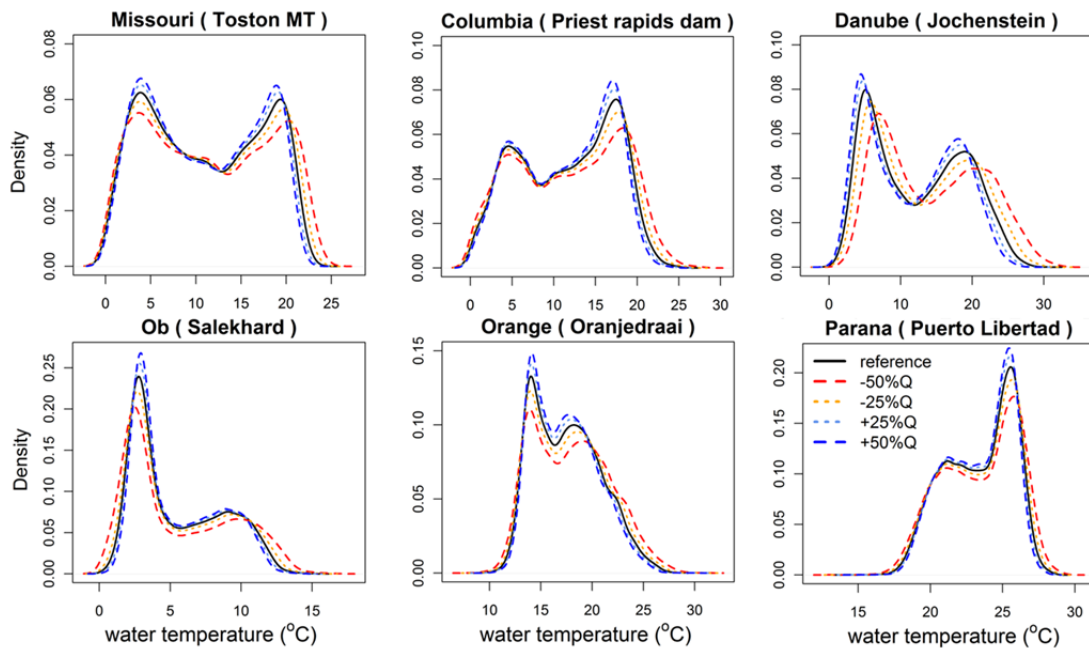 Missouri ( Toston MT )
Columbia ( Priest rapids dam )
Danube ( Jochenstein )
Density
0.00 0.02 0.04 0.06 0.08
0 5 10 15 20 25
0.00 0.02 0.04 0.06 0.08 0.10
0 5 10 15 20 25 30
0.00 0.02 0.04 0.06 0.08 0.10
0 10 20 30
Ob ( Salekhard )
Orange ( Oranjedraai )
Parana ( Puerto Libertad )
Density
0.00 0.05 0.10 0.15 0.20 0.25
0 5 10 15
water temperature (°C)
0.00 0.05 0.10 0.15
10 15 20 25 30
water temperature (°C)
0.00 0.05 0.10 0.15 0.20
reference
-50%Q
-25%Q
+25%Q
+50%Q
15 20 25 30
water temperature (°C)